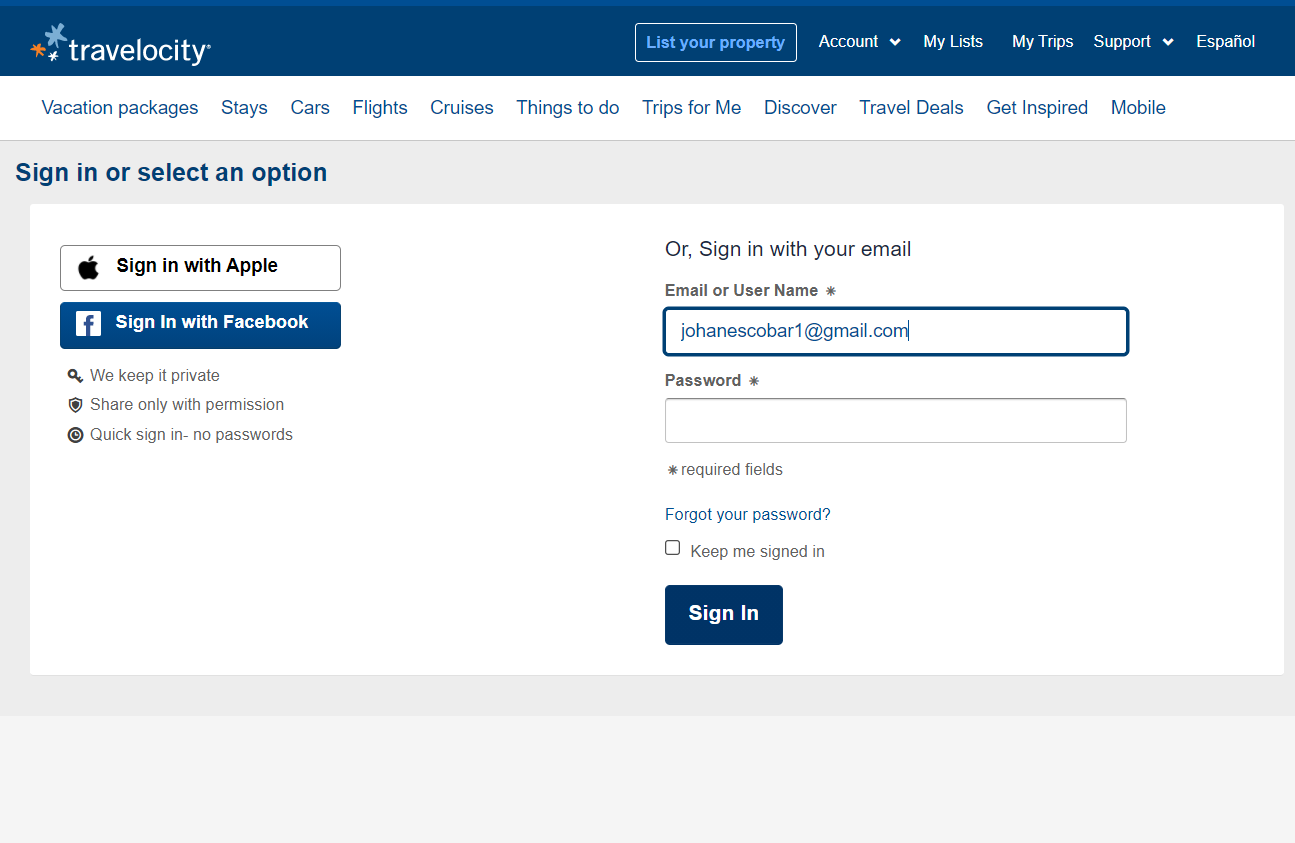 travelocity
List your property
Account
My Lists
My Trips
Support
Español
Vacation packages
Stays
Cars
Flights
Cruises
Things to do
Trips for Me
Discover
Travel Deals
Get Inspired
Mobile
Sign in or select an option
Sign in with Apple
Sign In with Facebook
We keep it private
Share only with permission
Quick sign in- no passwords
Or, Sign in with your email
Email or User Name *
johanescobar1@gmail.com
Password *
* required fields
Forgot your password?
Keep me signed in
Sign In